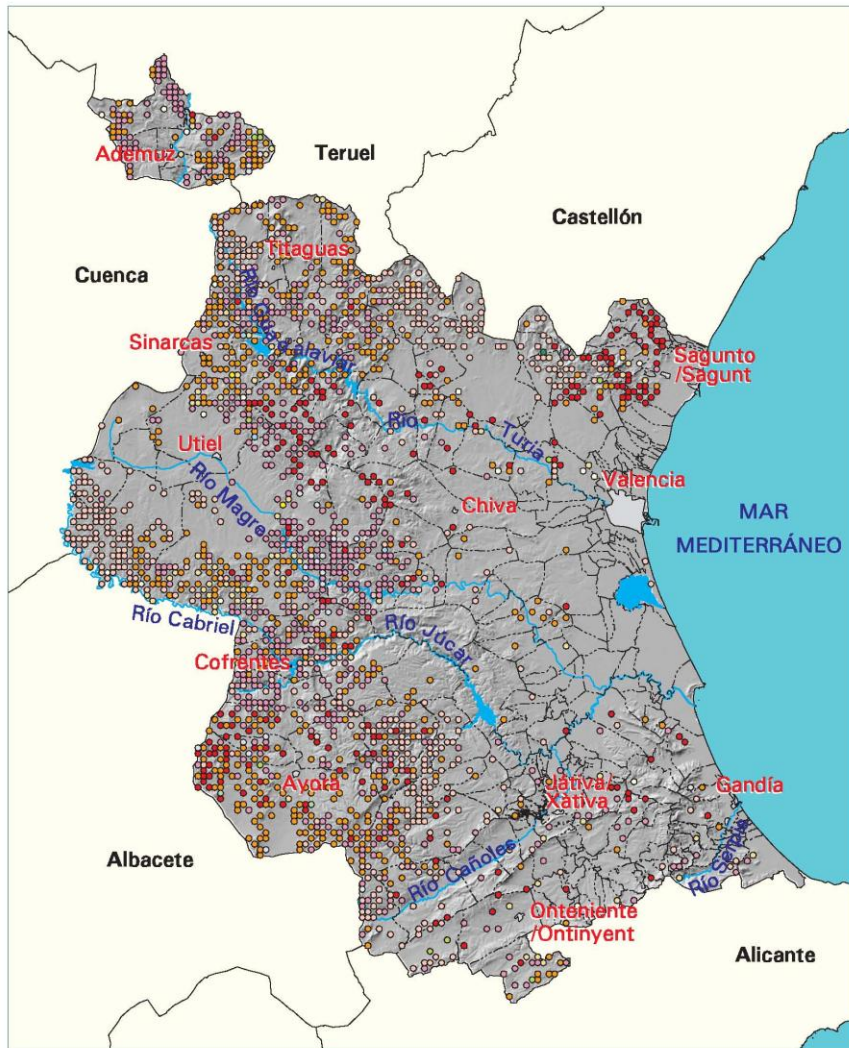 Ademuz
Teruel
Castellón
Cuenca
Titaguas
Río Guadalaviar
Sinarcas
Sagunto
/Sagunt
Utiel
Río
Turia
Valencia
Río Magro
Chiva
MAR
MEDITERRÁNEO
Río Cabriel
Río Júcar
Cofrentes
Ayora
Játiva/
Xàtiva
Gandía
Albacete
Río Cañoles
Río Serpis
Onteniente
/Ontinyent
Alicante